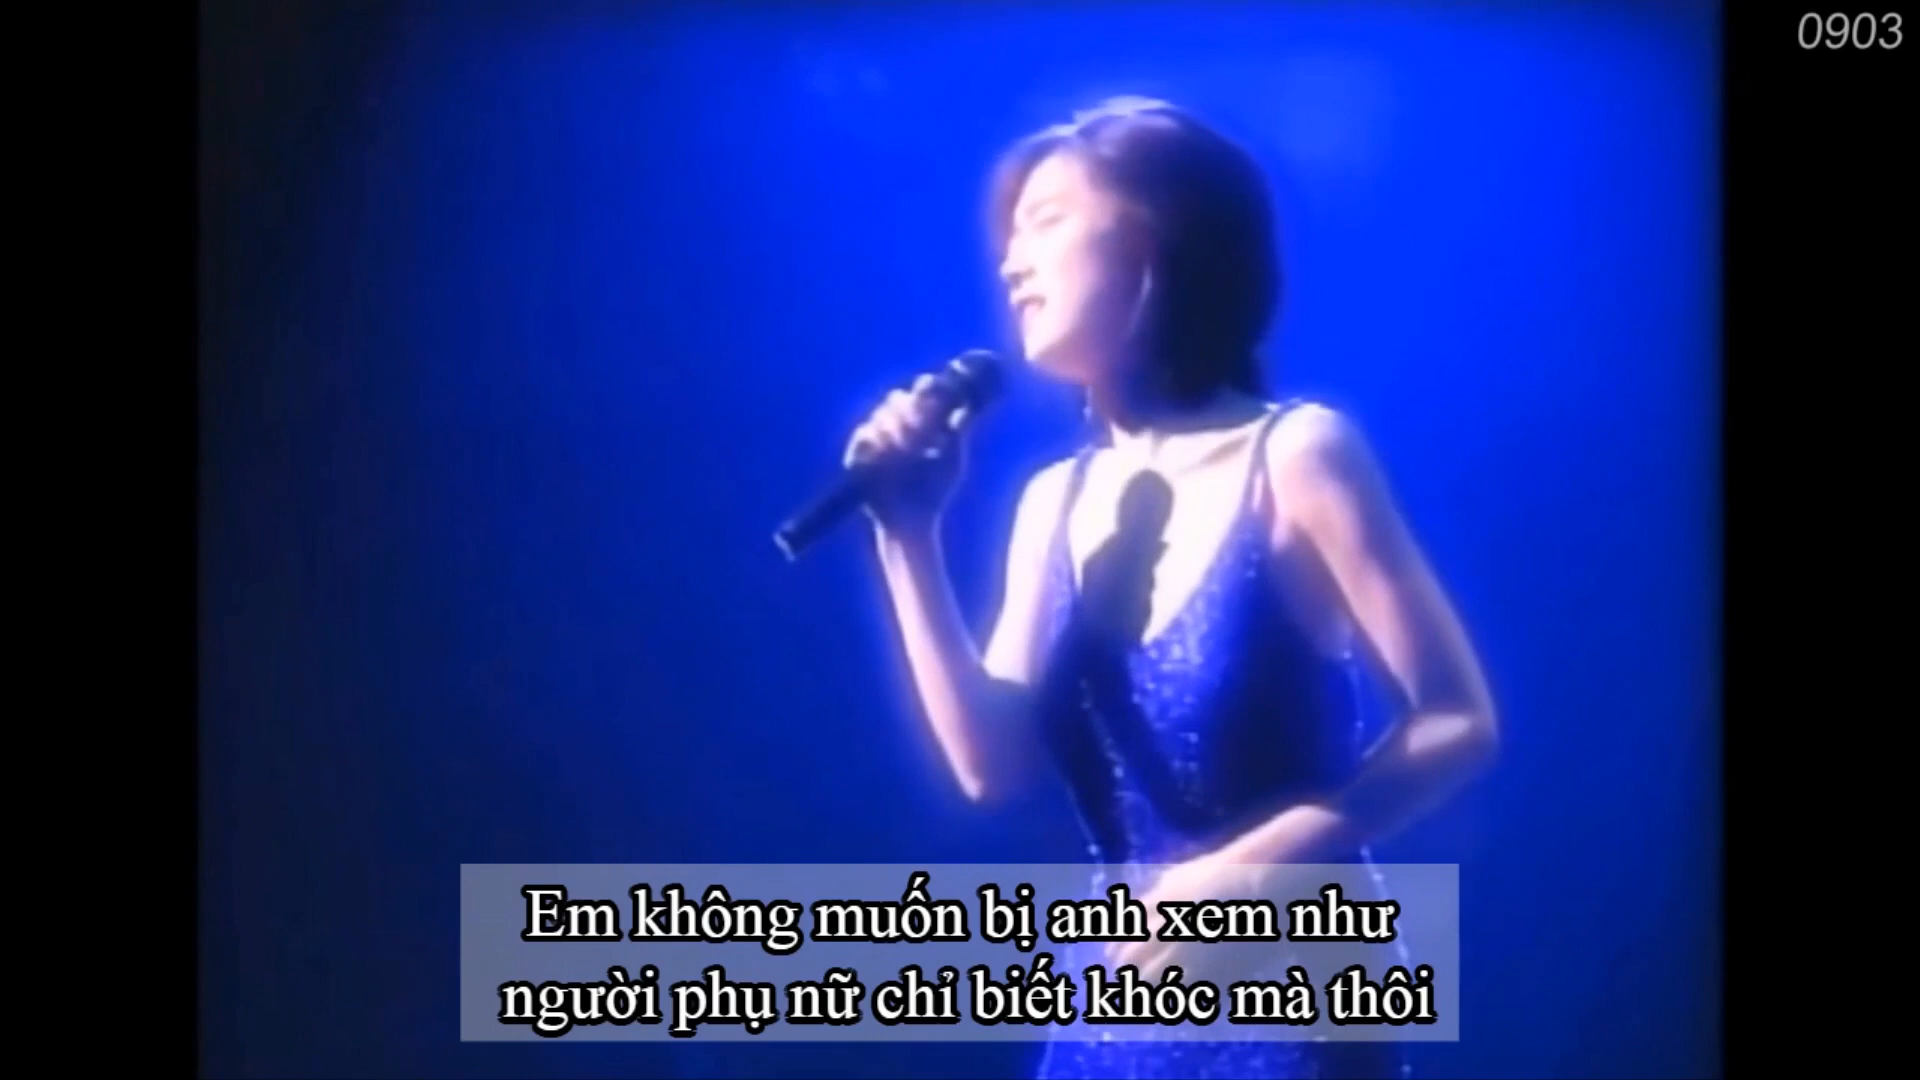 0903
Em không muốn bị anh xem như
người phụ nữ chỉ biết khóc mà thôi